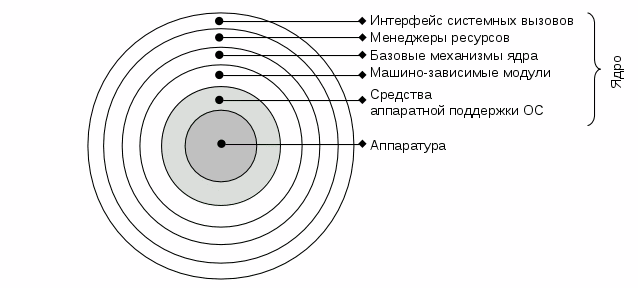 Интерфейс системных вызовов
Менеджеры ресурсов
Базовые механизмы ядра
Машино-зависимые модули
Средства
аппаратной поддержки ОС
Аппаратура
Ядро